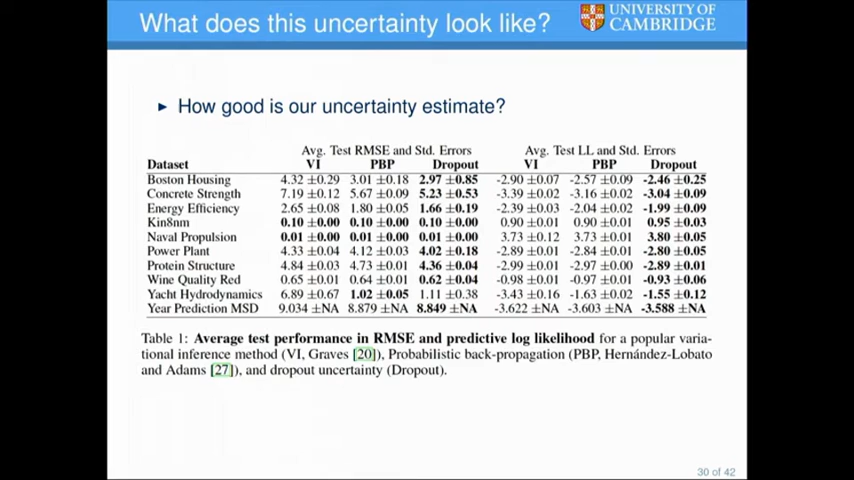 What does this uncertainty look like?
UNIVERSITY OF
CAMBRIDGE
► How good is our uncertainty estimate?
Avg. Test RMSE and Std. Errors Avg. Test LL and Std. Errors
Dataset VI PBP Dropout VI PBP Dropout
Boston Housing 4.32 ±0.29 3.01 ±0.18 2.97 ±0.85 -2.90 ±0.07 -2.57 ±0.09 -2.46 ±0.25
Concrete Strength 7.19 ±0.12 5.67 ±0.09 5.23 ±0.53 -3.39 ±0.02 -3.16 ±0.02 -3.04 ±0.09
Energy Efficiency 2.65 ±0.08 1.80 ±0.05 1.66 ±0.19 -2.39 ±0.03 -2.04 ±0.02 -1.99 ±0.09
Kin8nm 0.10 ±0.00 0.10 ±0.00 0.10 ±0.00 0.90 ±0.01 0.90 ±0.01 0.95 ±0.03
Naval Propulsion 0.01 ±0.00 0.01 ±0.00 0.01 ±0.00 3.73 ±0.12 3.73 ±0.01 3.80 ±0.05
Power Plant 4.33 ±0.04 4.12 ±0.03 4.02 ±0.18 -2.89 ±0.01 -2.84 ±0.01 -2.80 ±0.05
Protein Structure 4.84 ±0.03 4.73 ±0.01 4.36 ±0.04 -2.99 ±0.01 -2.97 ±0.00 -2.89 ±0.01
Wine Quality Red 0.65 ±0.01 0.64 ±0.01 0.62 ±0.04 -0.98 ±0.01 -0.97 ±0.01 -0.93 ±0.06
Yacht Hydrodynamics 6.89 ±0.67 1.02 ±0.05 1.11 ±0.38 -3.43 ±0.16 -1.63 ±0.02 -1.55 ±0.12
Year Prediction MSD 9.034 ±NA 8.879 ±NA 8.849 ±NA -3.622 ±NA -3.603 ±NA -3.588 ±NA
Table 1: Average test performance in RMSE and predictive log likelihood for a popular varia-
tional inference method (VI, Graves [20]), Probabilistic back-propagation (PBP, Hernández-Lobato
and Adams [27]), and dropout uncertainty (Dropout).
30 of 42